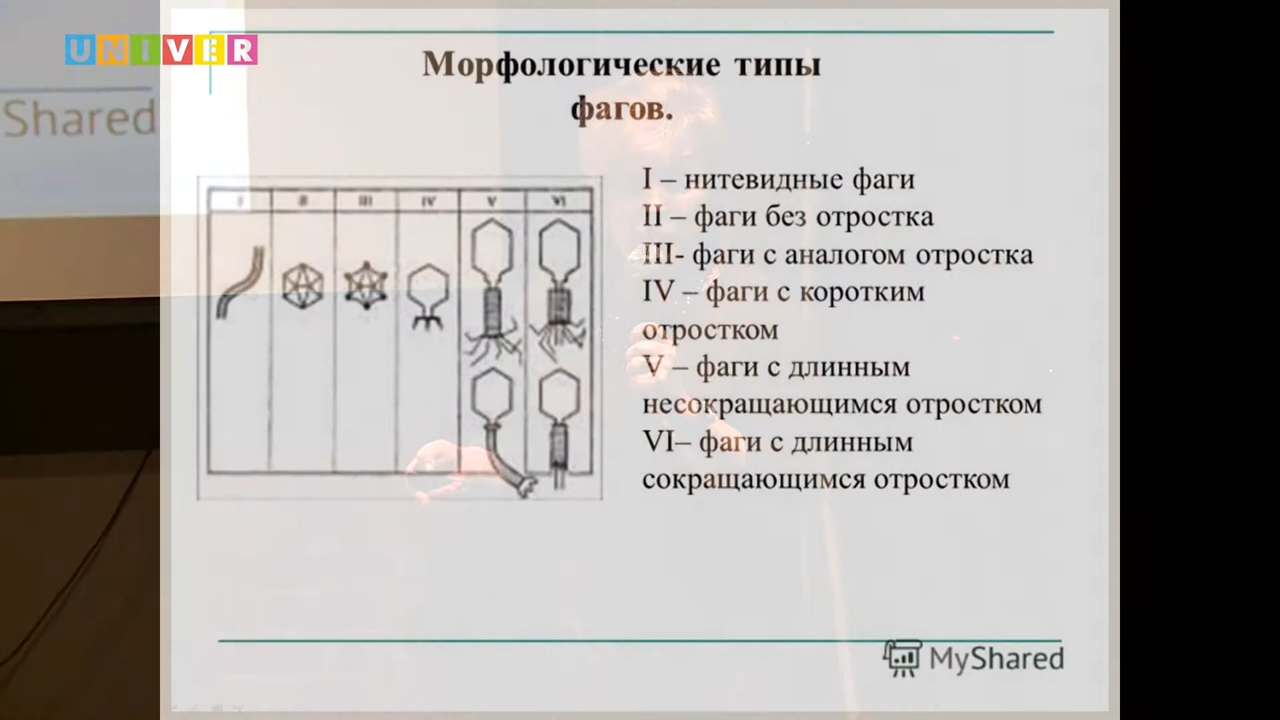 UNIVER
Shared
Морфологические типы
фагов.
I II III IV V VI
I – нитевидные фаги
II – фаги без отростка
III- фаги с аналогом отростка
IV – фаги с коротким
отростком
V – фаги с длинным
несокращающимся отростком
VI– фаги с длинным
сокращающимся отростком
MyShared